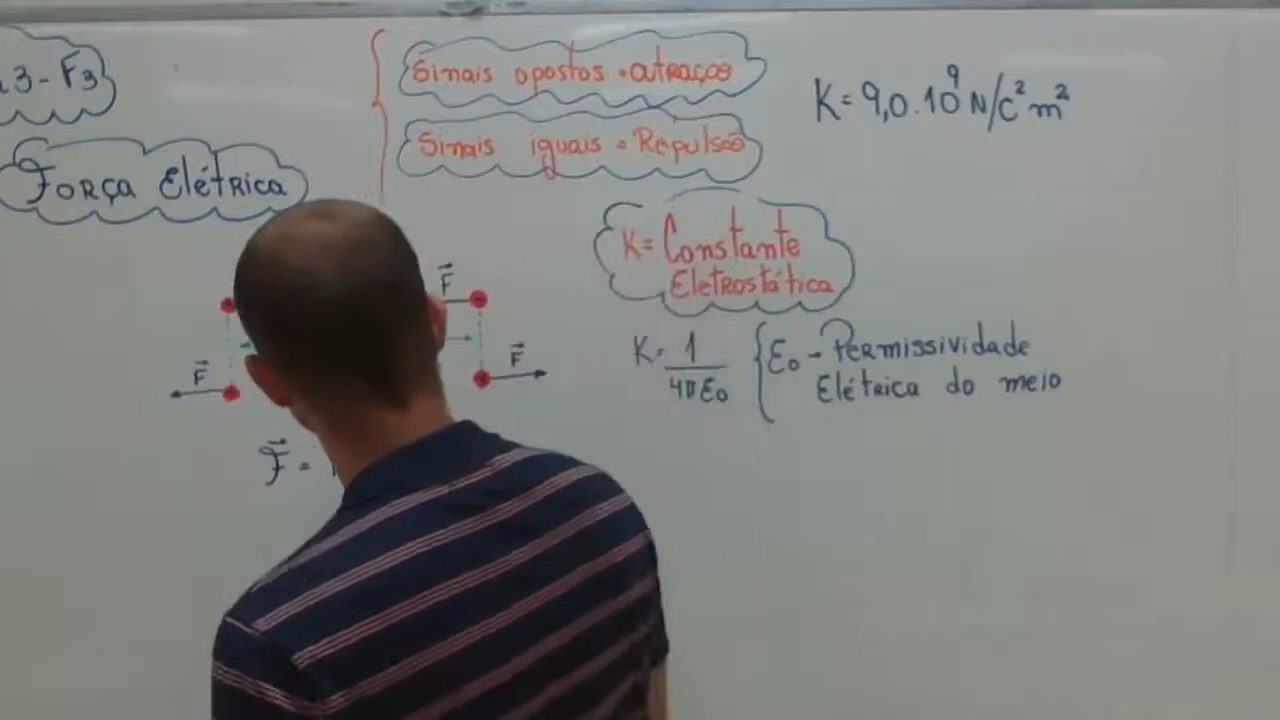 .3-F3
Força Elétrica
Sinais opostos = atração
Sinais iguais = Repulsão
K= 9,0.10⁹ N/C² m²
K= Constante
Eletrostática
K= 1/4πε0 { ε0 - Permissividade
Elétrica do meio
F
F
F
F =